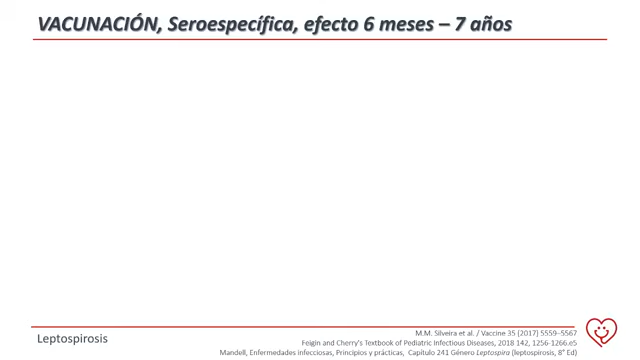 VACUNACIÓN, Seroespecífica, efecto 6 meses – 7 años
M.M. Silveira et al. / Vaccine 35 (2017) 5559–5567
Leptospirosis
Feigin and Cherry's Textbook of Pediatric Infectious Diseases, 2018 142, 1256-1266.e5
Mandell, Enfermedades infecciosas, Principios y prácticas, Capítulo 241 Género Leptospira (leptospirosis, 8° Ed)